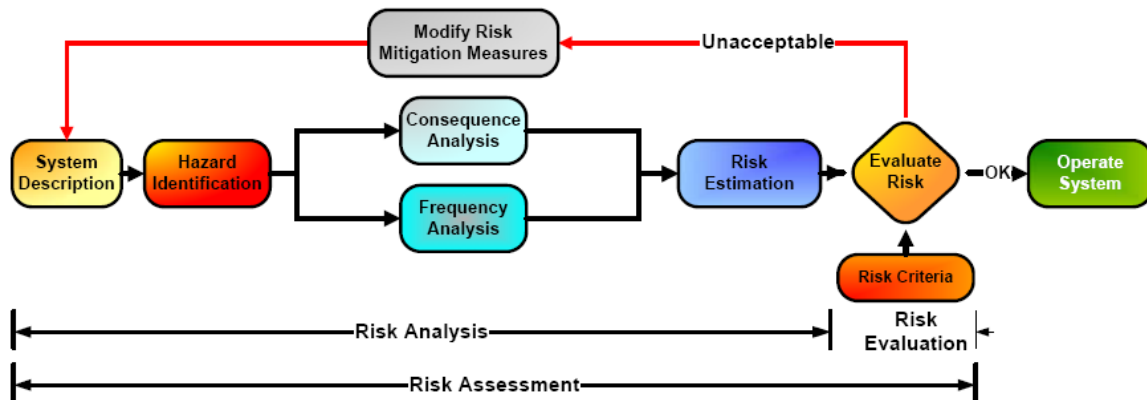 Modify Risk
Mitigation Measures
Unacceptable
System
Description
Hazard
Identification
Consequence
Analysis
Frequency
Analysis
Risk
Estimation
Evaluate
Risk
OK
Operate
System
Risk Criteria
Risk Analysis
Risk
Evaluation
Risk Assessment